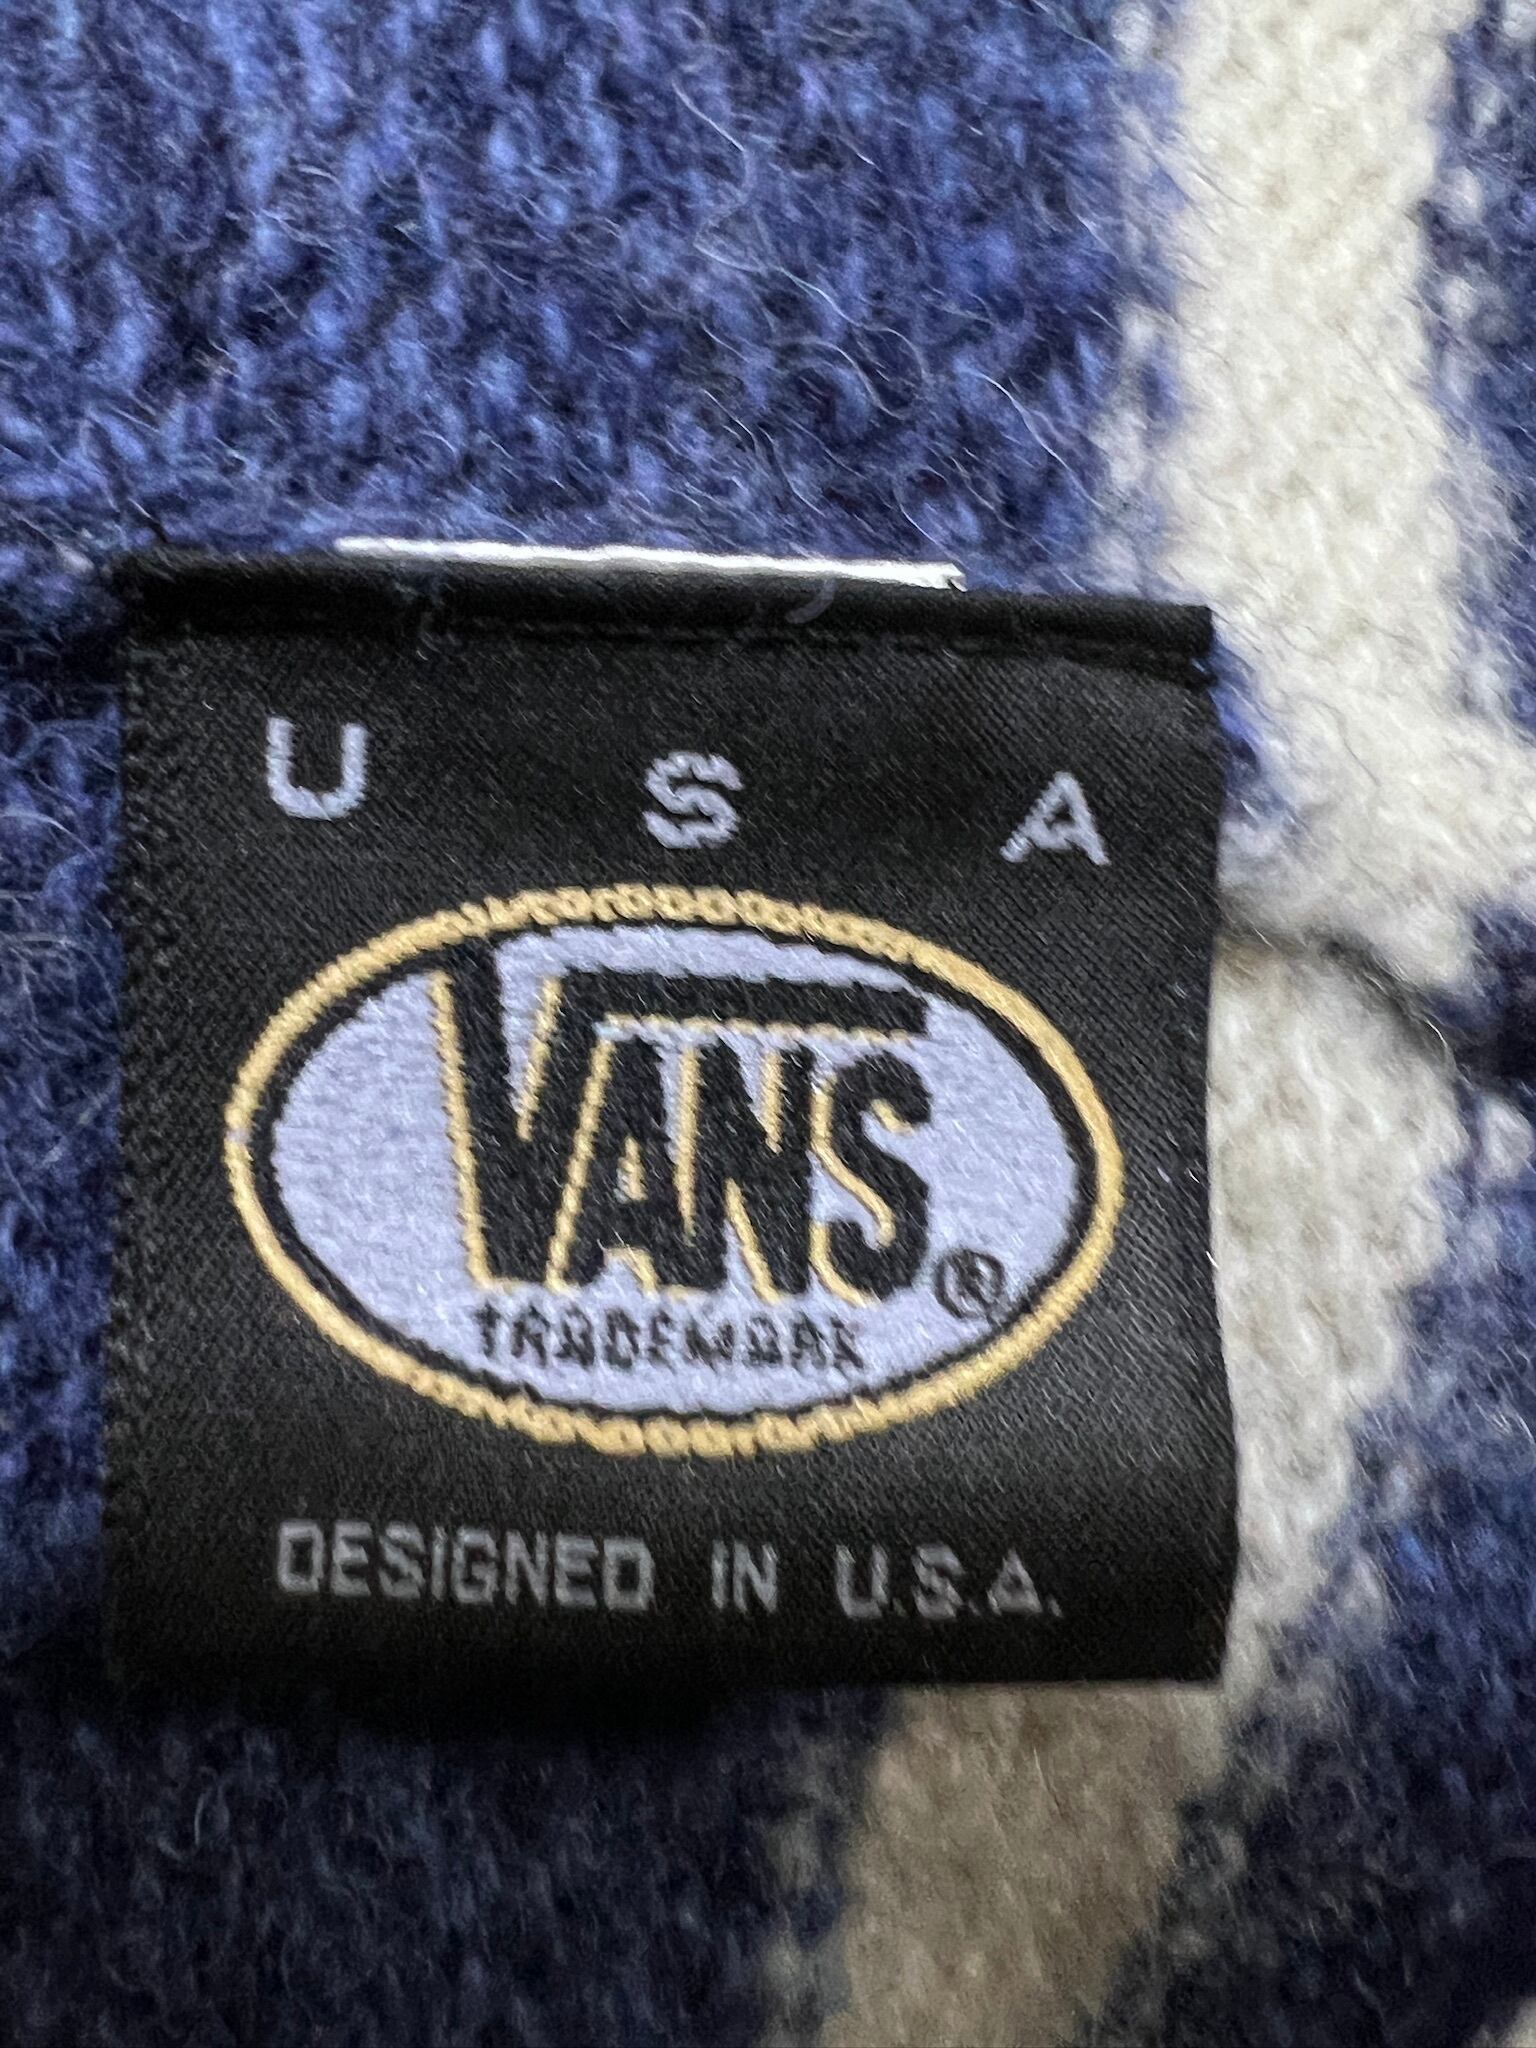 U S A
VANS®
TRADEMARK
DESIGNED IN U.S.A.